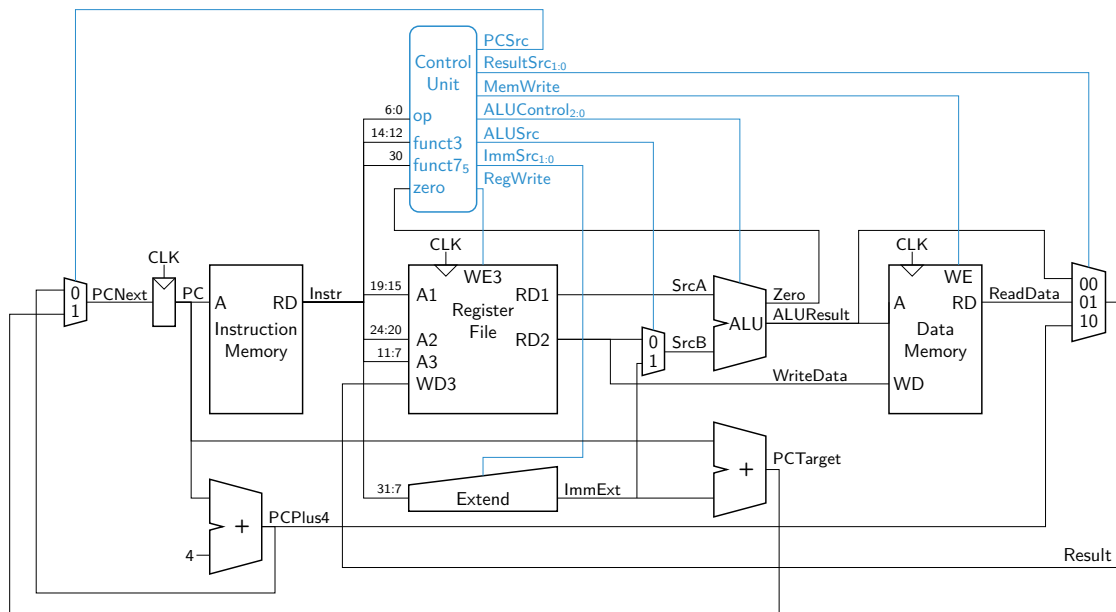 PCSrc
Control
Unit
ResultSrc1:0
MemWrite
6:0
op
ALUControl2:0
14:12
funct3
ALUSrc
30
funct75
ImmSrc1:0
zero
RegWrite
CLK
CLK
CLK
0
1
PCNext
PC
A
RD
Instruction
Memory
Instr
19:15
A1
WE3
Register
File
RD1
24:20
A2
RD2
11:7
A3
WD3
SrcA
0
1
SrcB
ALU
Zero
ALUResult
WriteData
WE
A
RD
Data
Memory
WD
ReadData
00
01
10
31:7
Extend
ImmExt
+
PCTarget
4
+
PCPlus4
Result